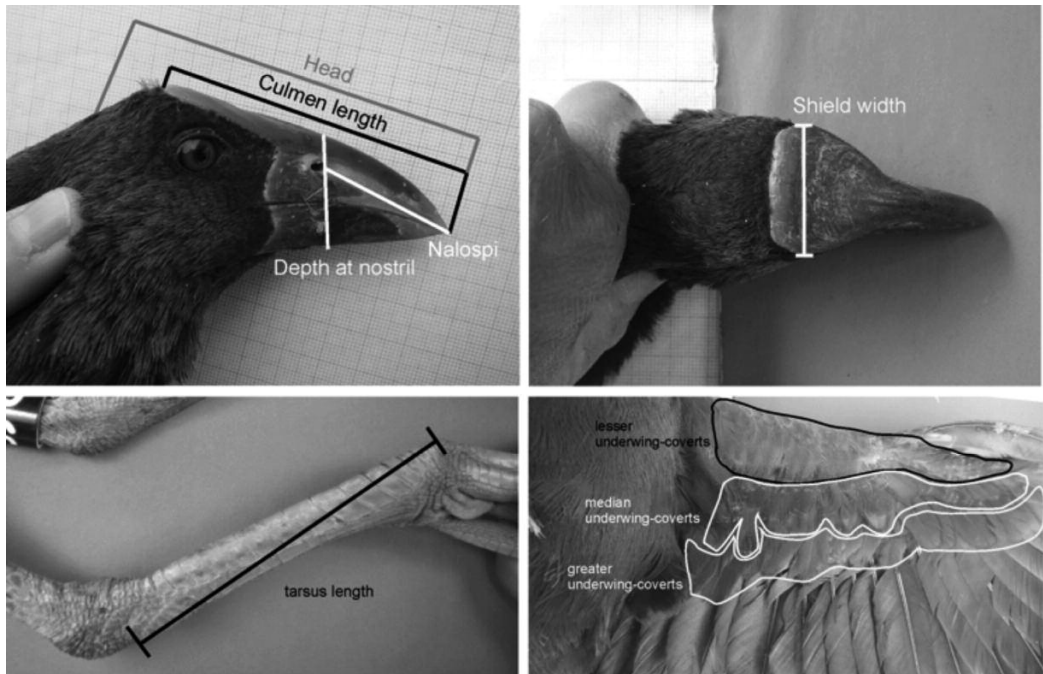 Head
Culmen length
Nalospi
Depth at nostril
Shield width
tarsus length
lesser
underwing-coverts
median
underwing-coverts
greater
underwing-coverts